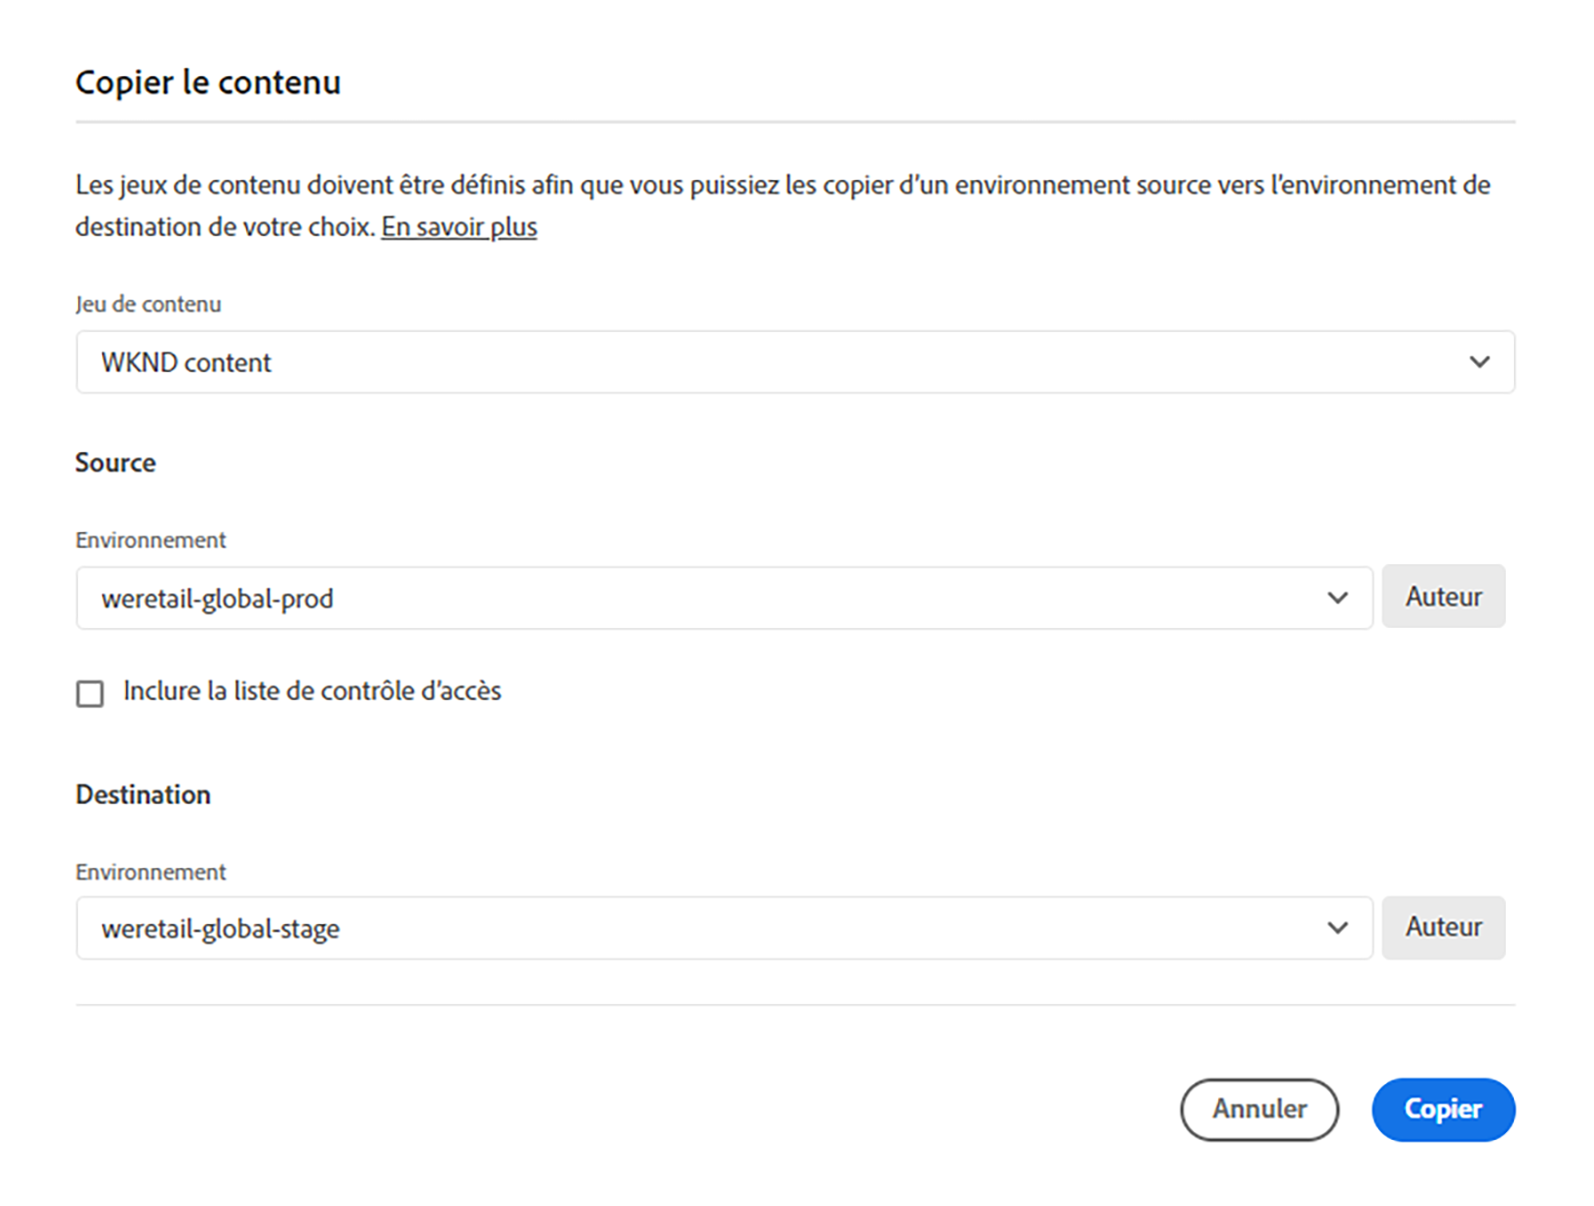 Copier le contenu
Les jeux de contenu doivent être définis afin que vous puissiez les copier d’un environnement source vers l’environnement de
destination de votre choix. En savoir plus
Jeu de contenu
WKND content
Source
Environnement
weretail-global-prod
Auteur
Inclure la liste de contrôle d’accès
Destination
Environnement
weretail-global-stage
Auteur
Annuler
Copier